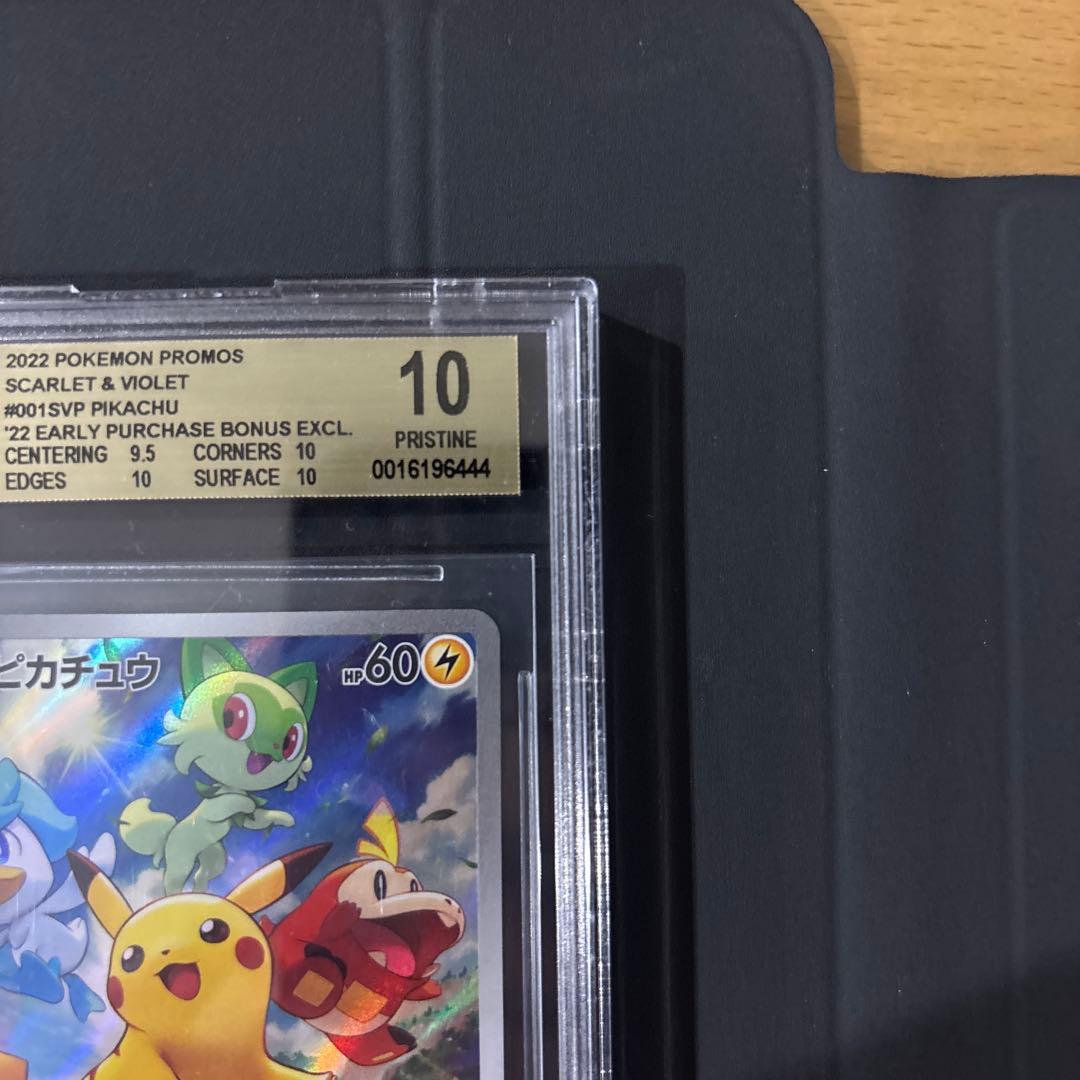 2022 POKEMON PROMOS
SCARLET & VIOLET
#001SVP PIKACHU
'22 EARLY PURCHASE BONUS EXCL.
CENTERING 9.5 CORNERS 10
EDGES 10 SURFACE 10
10
PRISTINE
0016196444
ピカチュウ
HP60